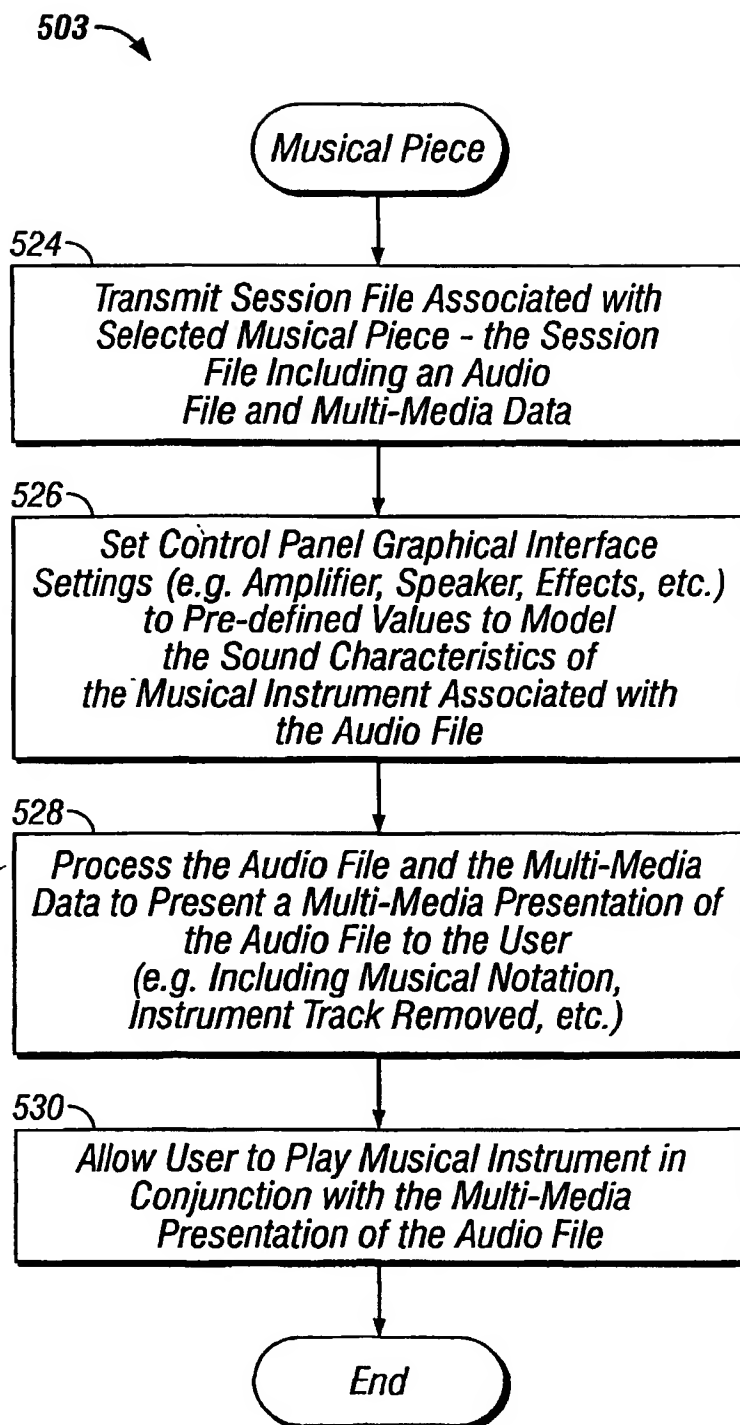 503
Musical Piece
524
Transmit Session File Associated with
Selected Musical Piece - the Session
File Including an Audio
File and Multi-Media Data
526
Set Control Panel Graphical Interface
Settings (e.g. Amplifier, Speaker, Effects, etc.)
to Pre-defined Values to Model
the Sound Characteristics of
the Musical Instrument Associated with
the Audio File
528
Process the Audio File and the Multi-Media
Data to Present a Multi-Media Presentation of
the Audio File to the User
(e.g. Including Musical Notation,
Instrument Track Removed, etc.)
530
Allow User to Play Musical Instrument in
Conjunction with the Multi-Media
Presentation of the Audio File
End